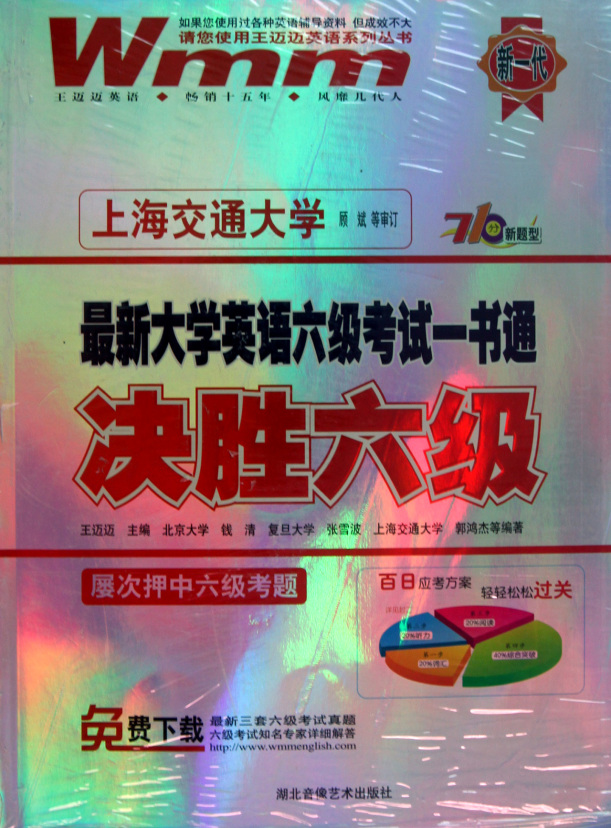 如果您使用过各种英语辅导资料 但成效不大
请您使用王迈迈英语系列丛书
Wmm
新一代
王迈迈英语 ◆ 畅销十五年 ◆ 风靡几代人
上海交通大学 顾 斌 等审订
710分新题型
最新大学英语六级考试一书通
决胜六级
王迈迈 主编 北京大学 钱 清 复旦大学 张雪波 上海交通大学 郭鸿杰等编著
屡次押中六级考题
百日应考方案 轻轻松松过关
20%听力
20%阅读
第一步
20%词汇
第四步
40%综合突破
免费下载
最新三套六级考试真题
六级考试知名专家详细解答
http://www.wmmenglish.com
湖北音像艺术出版社